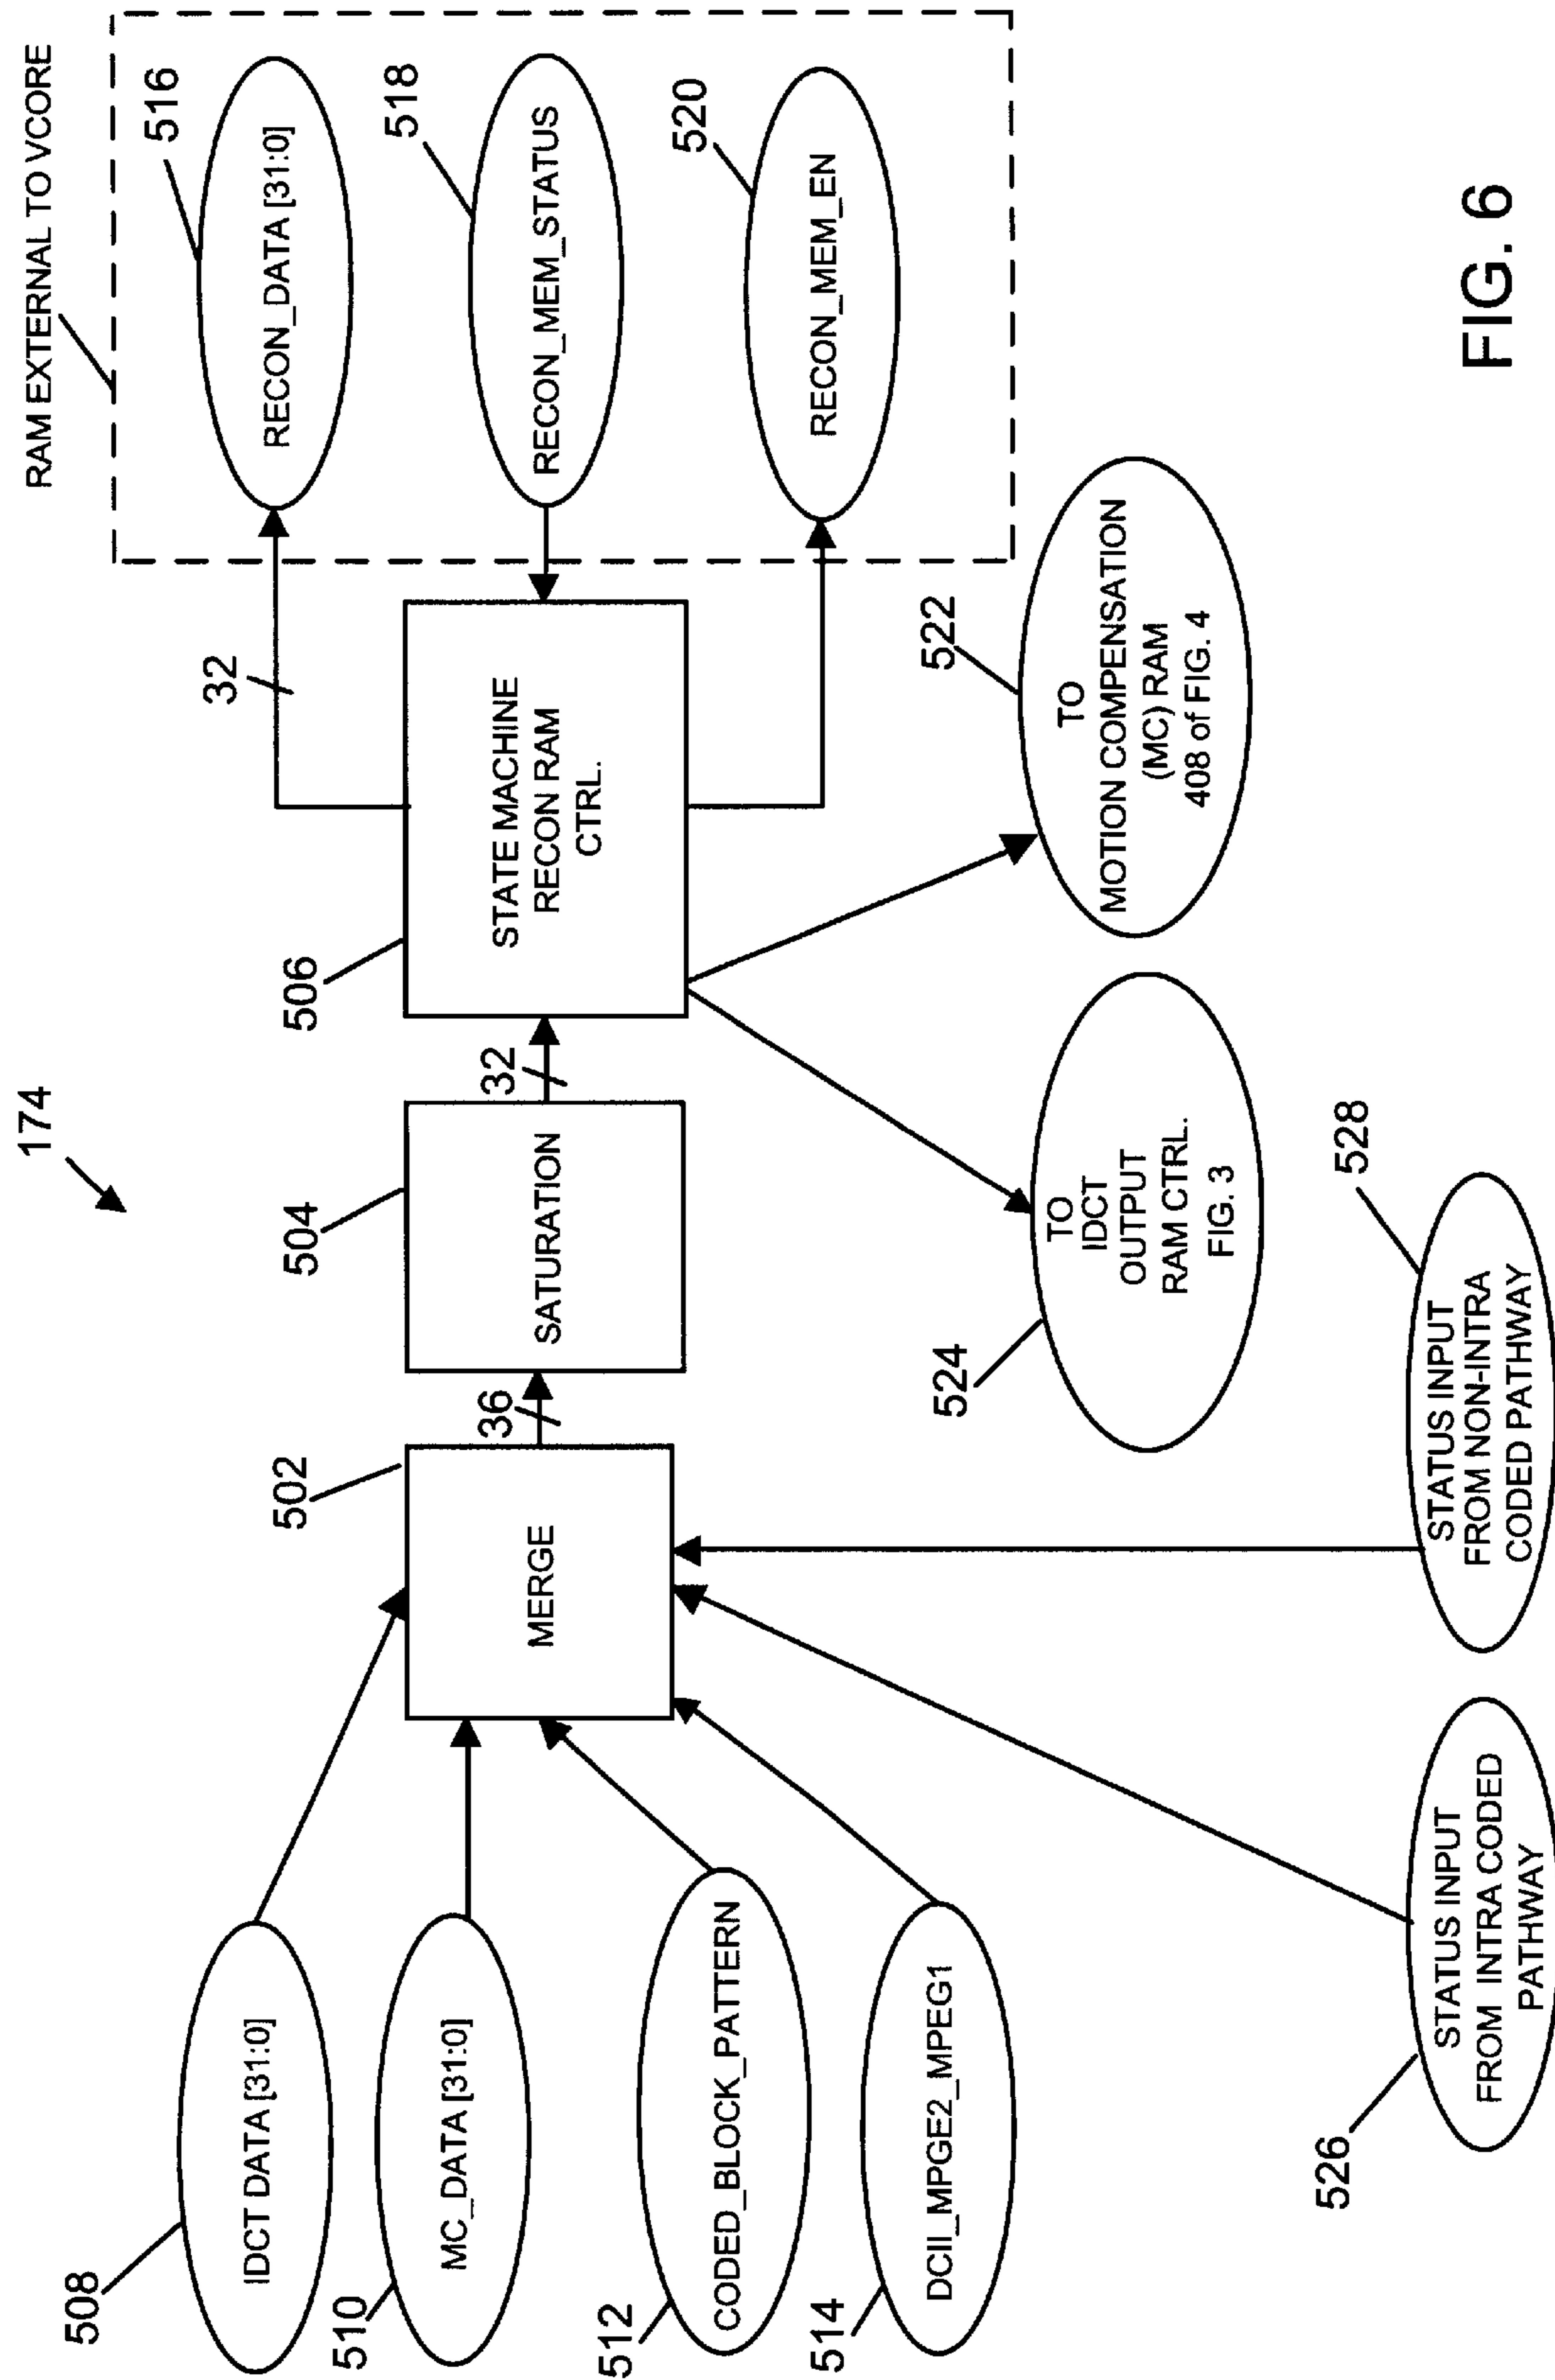 174
RAM EXTERNAL TO VCORE
508
IDCT DATA [31:0]
510
MC_DATA [31:0]
512
CODED_BLOCK_PATTERN
514
DCII_MPGE2_MPEG1
526
STATUS INPUT
FROM INTRA CODED
PATHWAY
528
STATUS INPUT
FROM NON-INTRA
CODED PATHWAY
502
MERGE
36
504
SATURATION
32
506
STATE MACHINE
RECON RAM
CTRL.
32
516
RECON_DATA [31:0]
518
RECON_MEM_STATUS
520
RECON_MEM_EN
522
TO
MOTION COMPENSATION
(MC) RAM
408 of FIG. 4
524
TO
IDCT
OUTPUT
RAM CTRL.
FIG. 3
FIG. 6